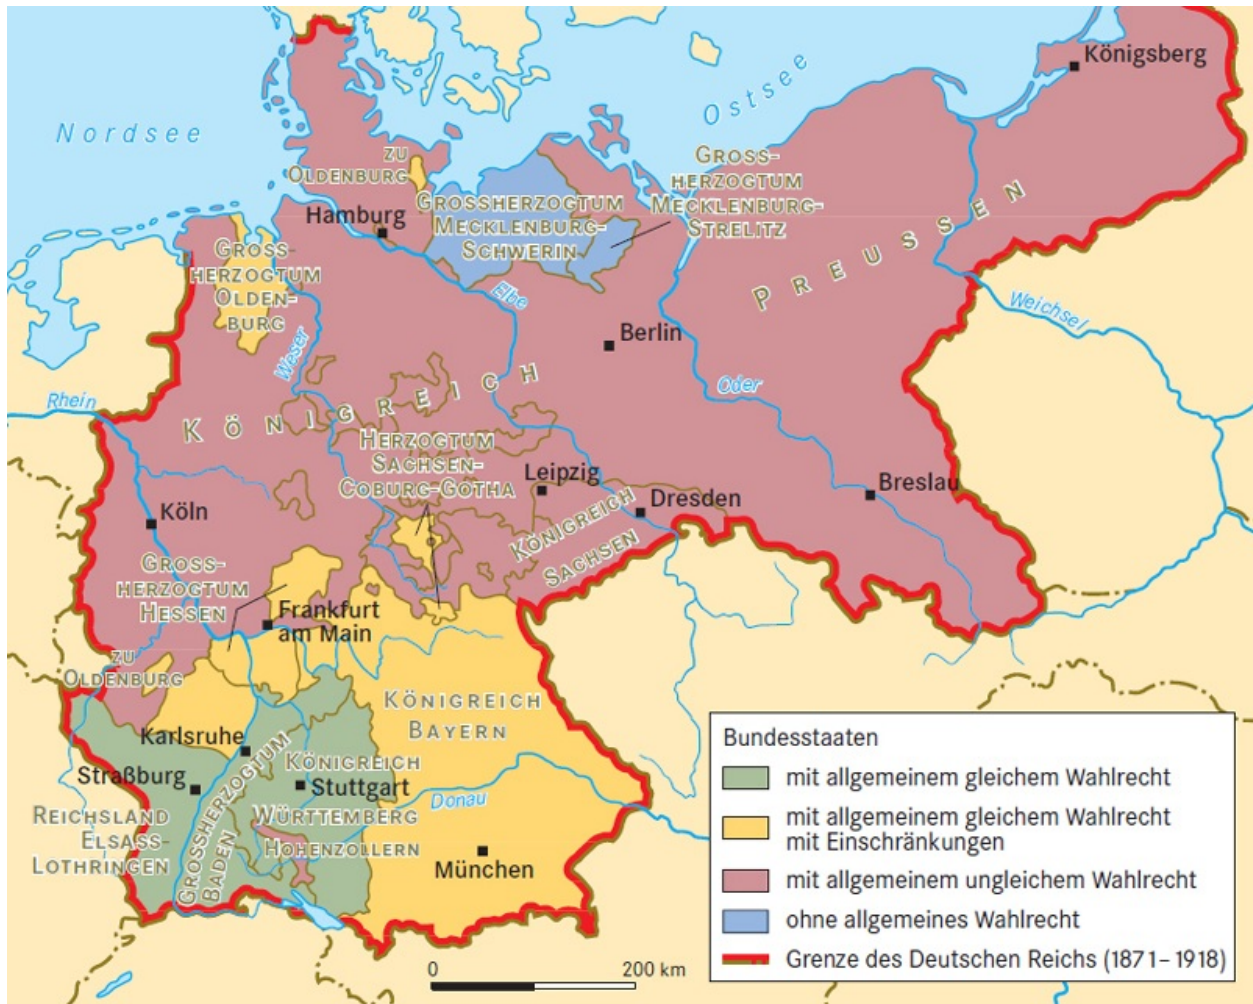 Königsberg
Ostsee
Nordsee
ZU
OLDENBURG
GROSS-
HERZOGTUM
MECKLENBURG-
STRELITZ
GROSSHERZOGTUM
MECKLENBURG-
SCHWERIN
Hamburg
GROSS-
HERZOGTUM
OLDEN-
BURG
PREUSSEN
Elbe
Weichsel
Berlin
Weser
Oder
Rhein
KÖNIGREICH
HERZOGTUM
SACHSEN-
COBURG-GOTHA
Leipzig
Breslau
Dresden
Köln
KÖNIGREICH
SACHSEN
GROSS-
HERZOGTUM
HESSEN
Frankfurt
am Main
ZU
OLDENBURG
KÖNIGREICH
BAYERN
Karlsruhe
Straßburg
KÖNIGREICH
Stuttgart
WÜRTTEMBERG
Donau
REICHSLAND
ELSASS-
LOTHRINGEN
GROSSHERZOGTUM
BADEN
HOHENZOLLERN
München
0 200 km
Bundesstaaten
mit allgemeinem gleichem Wahlrecht
mit allgemeinem gleichem Wahlrecht
mit Einschränkungen
mit allgemeinem ungleichem Wahlrecht
ohne allgemeines Wahlrecht
Grenze des Deutschen Reichs (1871–1918)